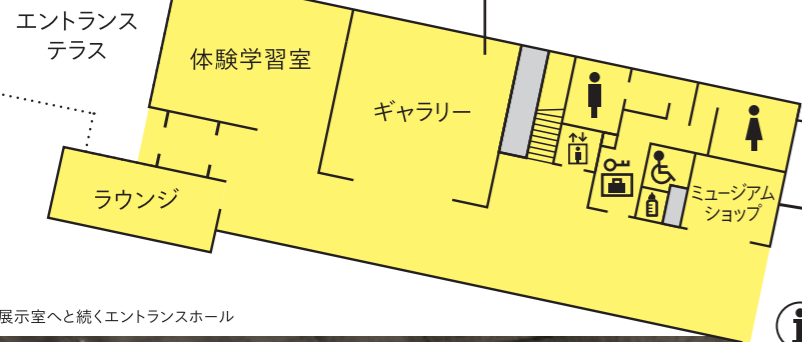 エントランス
テラス
体験学習室
ギャラリー
ラウンジ
ミュージアム
ショップ
展示室へと続くエントランスホール